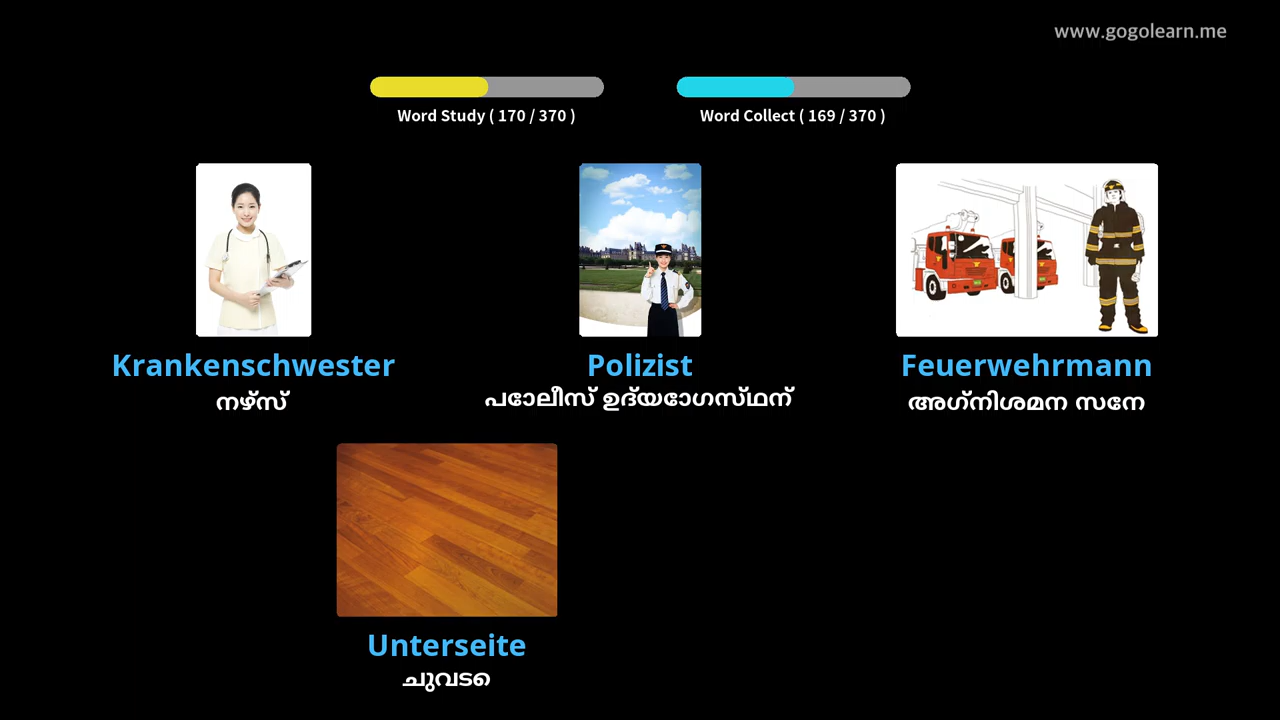 www.gogolearn.me
Word Study ( 170 / 370 )
Word Collect ( 169 / 370 )
Krankenschwester
നഴ്സ്
Polizist
പോലീസ് ഉദ്യോഗസ്ഥന്
Feuerwehrmann
അഗ്നിശമന സേന
Unterseite
ചുവടെ